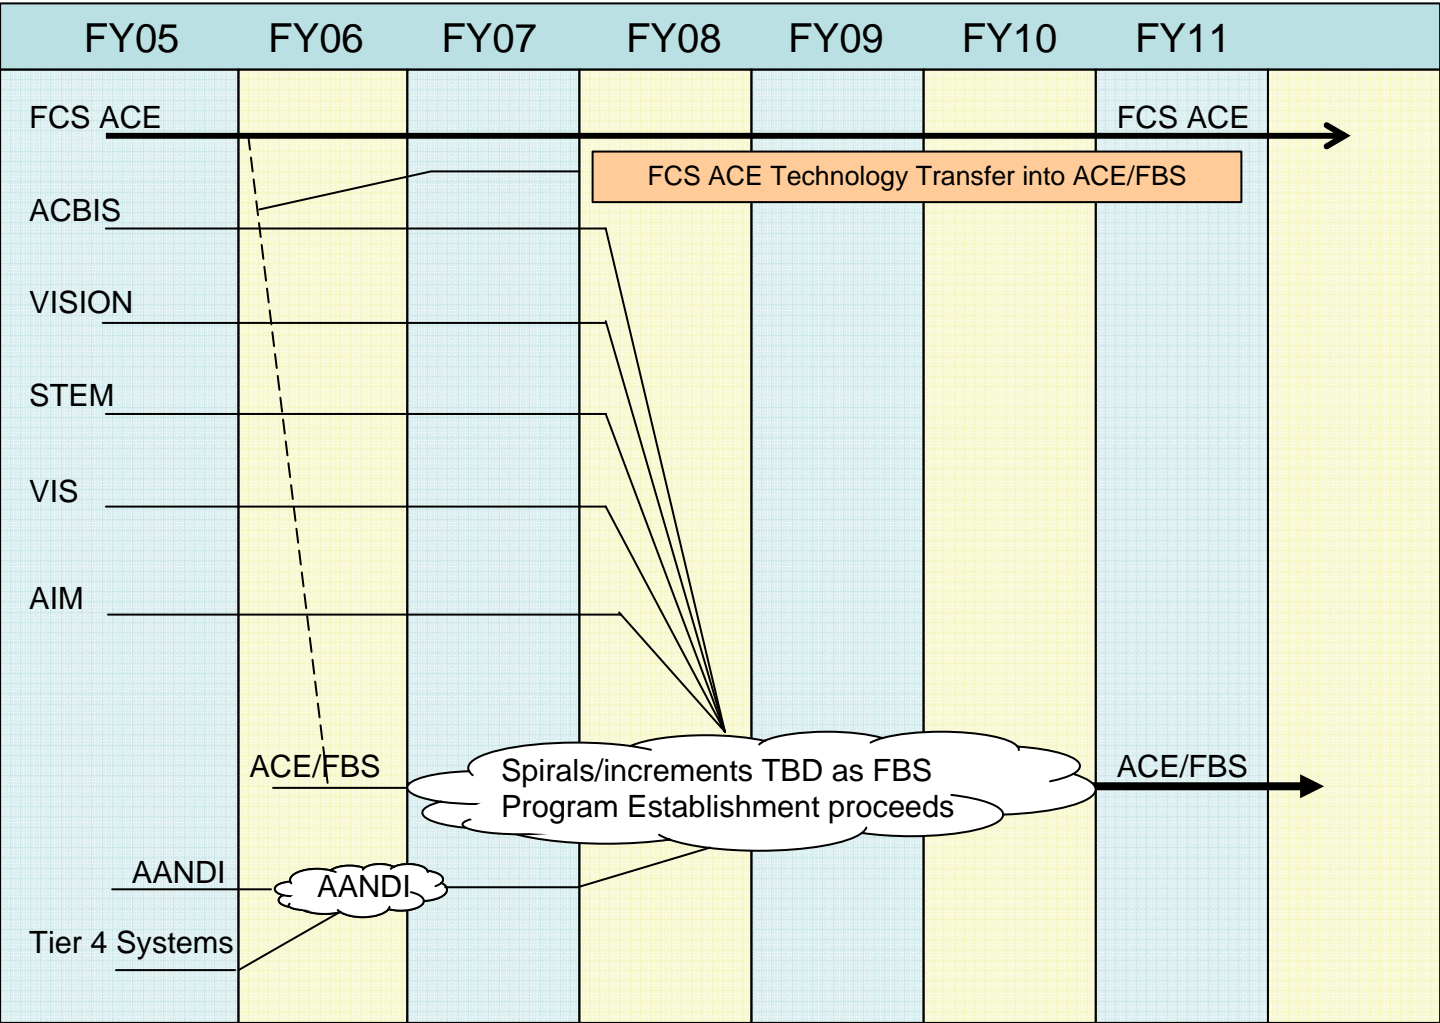 FY05 FY06 FY07 FY08 FY09 FY10 FY11
FCS ACE
FCS ACE
FCS ACE Technology Transfer into ACE/FBS
ACBIS
VISION
STEM
VIS
AIM
ACE/FBS
Spirals/increments TBD as FBS
Program Establishment proceeds
ACE/FBS
AANDI
AANDI
Tier 4 Systems